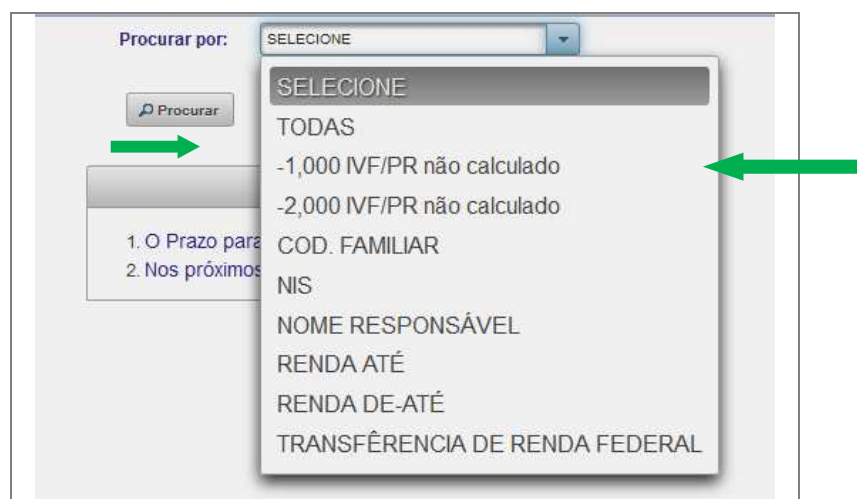 Procurar por: SELECIONE
SELECIONE
Procurar
TODAS
-1,000 IVF/PR não calculado
-2,000 IVF/PR não calculado
1. O Prazo para
COD. FAMILIAR
2. Nos próximos
NIS
NOME RESPONSÁVEL
RENDA ATÉ
RENDA DE-ATÉ
TRANSFÊRENCIA DE RENDA FEDERAL